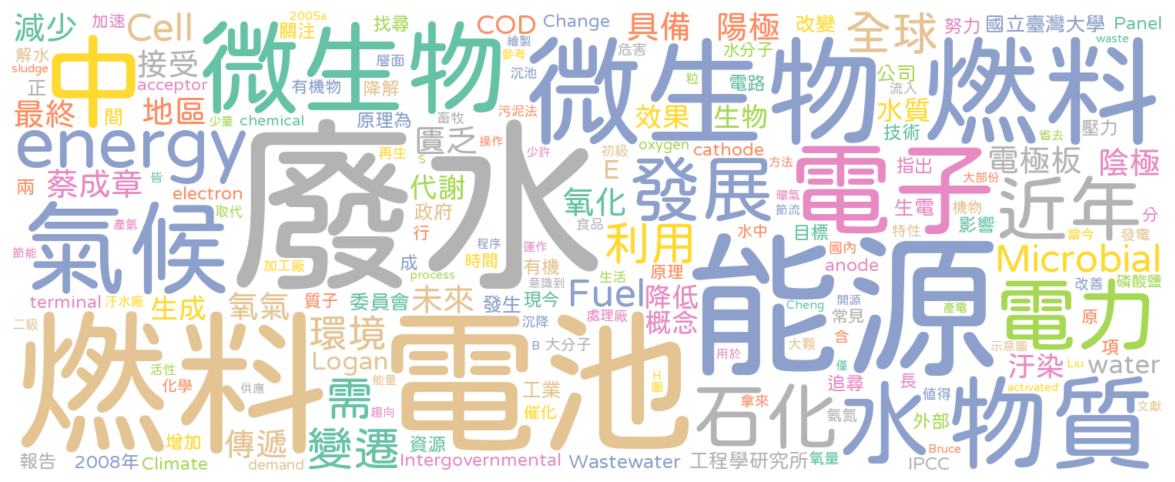 減少
加速
2005a
關注
找尋
COD
Change
具備
陽極
改變
全球
努力
國立臺灣大學
Panel
Cell
繪製
參考
危害
水分子
waste
解水
sludge
中
接受
acceptor
微生物
層面
沉池
微生物燃料
粒
電路
公司
流入
正
有機物
降解
污泥法
水質
最終
間
地區
少量
chemical
原理為
畜牧
效果
生物
技術
壓力
省去
energy
廢水
匱乏
再生
操作
S
少許
初級
oxygen
cathode
方法
大部份
兩
蔡成章
皆
electron
代謝
E
氧化
發展
電子
暖氣
節流
指出
電極板
陰極
生電
機物
近年
分
氣候
產氫
取代
政府
行
食品
利用
水中
目標
特性
影響
當今
發電
節能
加工廠
程序
運作
成
時間
有機
意識到
process
生活
原理
能源
國內
anode
Microbial
改善
磷酸鹽
terminal
汙水廠
生成
氧氣
質子
委員會
未來
發生
現今
Fuel
降低
Cheng
開源
產電
電力
處理廠
概念
常見
原
二級
燃料電池
環境
沉降
B
大分子
Logan
大顆
含
項
示意圖
用於
僅
汙染
Liu
water
活性
化學
供應
需
能量
趨向
H
圖
工業
催化
石化
水物質
追尋
長
值得
activated
拿來
氨氮
外部
文獻
增加
傳遞
變遷
資源
報告
2008年
Climate
demand
Intergovernmental
Wastewater
工程學研究所
氧量
IPCC
Bruce